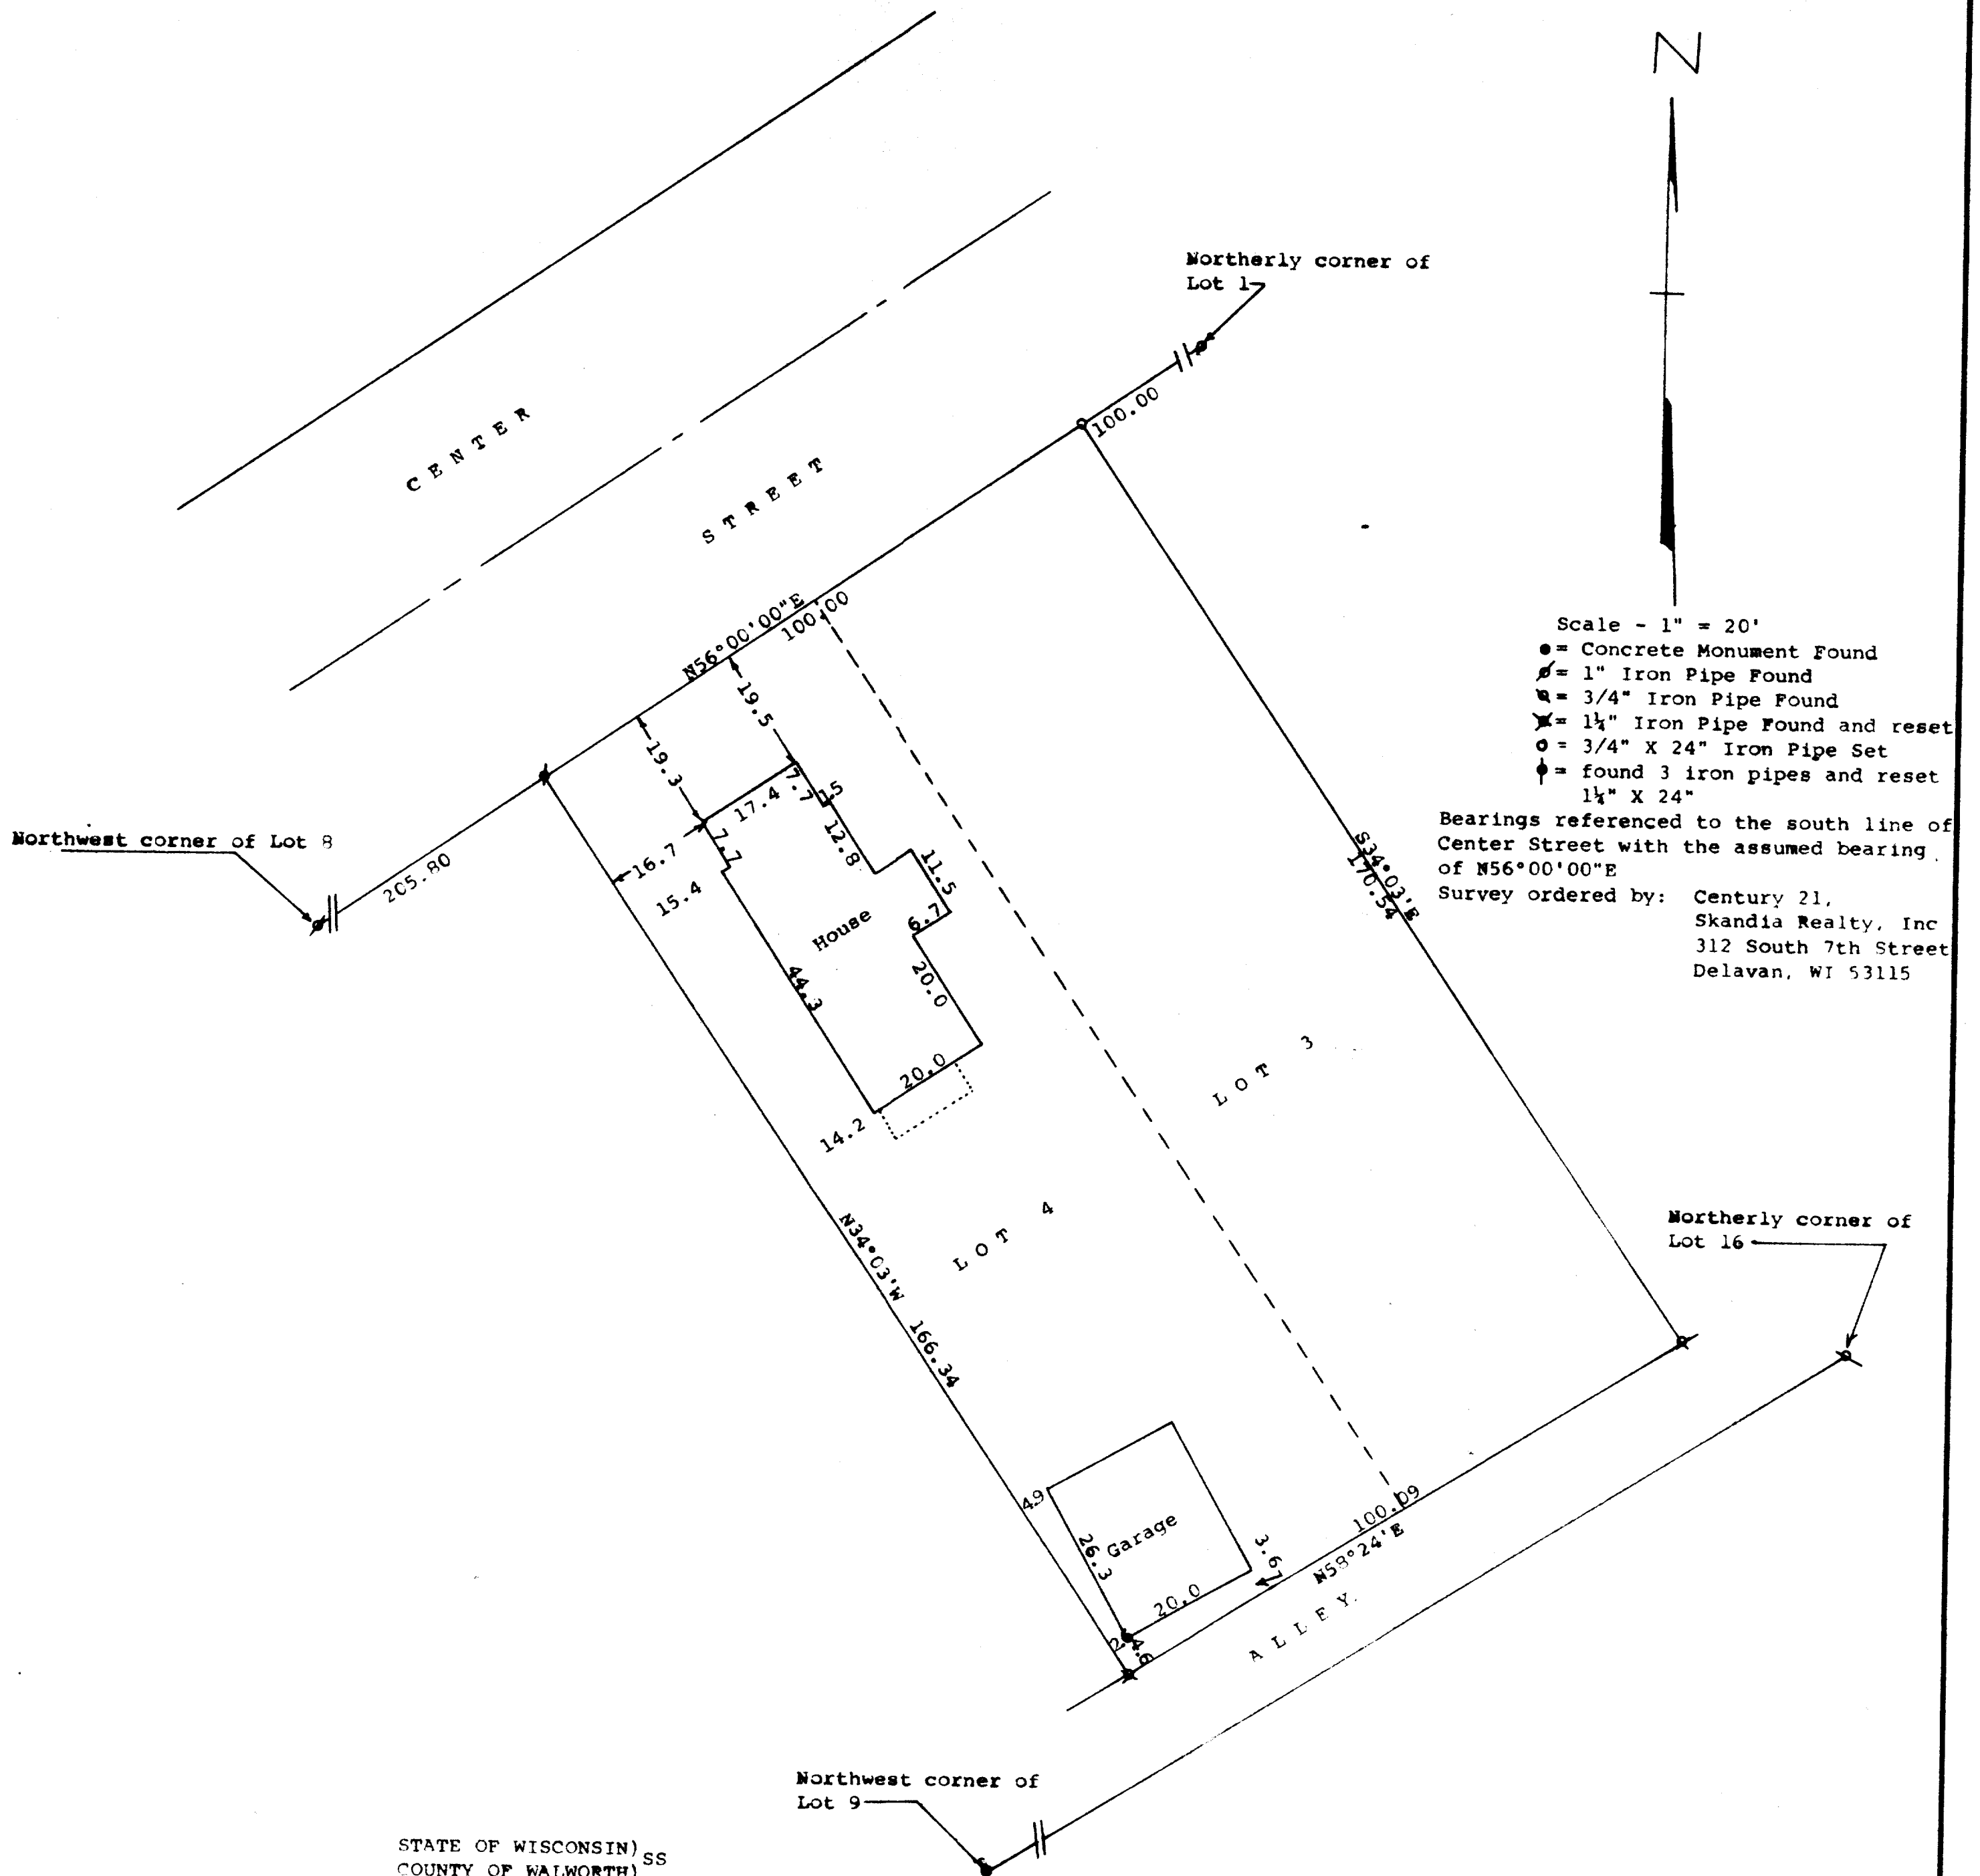 N
Northerly corner of
Lot 1
100.00
CENTER
STREET
N56°00'00"E
100.00
Scale - 1" = 20'
= Concrete Monument Found
= 1" Iron Pipe Found
= 3/4" Iron Pipe Found
= 1¼" Iron Pipe Found and reset
= 3/4" X 24" Iron Pipe Set
= found 3 iron pipes and reset
1¼" X 24"
Bearings referenced to the south line of
Center Street with the assumed bearing
of N56°00'00"E
Survey ordered by: Century 21,
Skandia Realty, Inc
312 South 7th Street
Delavan, WI 53115
19.5
19.3
7.7
15
17.4
12.8
7.7
16.7
15.4
Northwest corner of Lot 8
205.80
11.5
6.7
House
44.3
20.0
20.0
14.2
S34°03'E
170.54
LOT 3
LOT 4
N34°03'W
166.34
Northerly corner of
Lot 16
49
26.3
Garage
3.67
20.0
4.6
100.09
N58°24'E
ALLEY
Northwest corner of
Lot 9
STATE OF WISCONSIN)
SS
COUNTY OF WALWORTH)